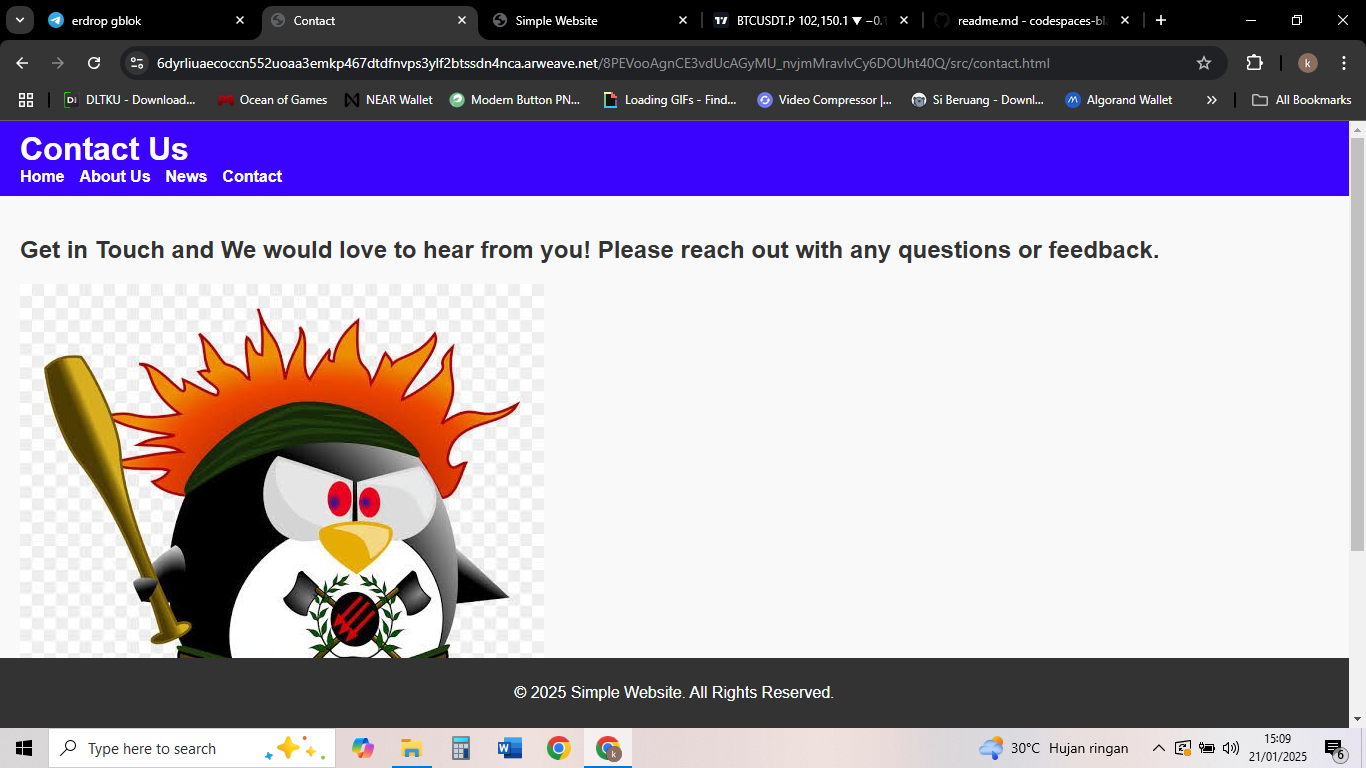 erdrop gblok
Contact
Simple Website
BTCUSDT.P 102,150.1 ▼ −0.1
readme.md - codespaces-bla
6dyrliuaecoccn552uoaa3emkp467dtdfnvps3ylf2btssdn4nca.arweave.net/8PEVooAgnCE3vdUcAGyMU_nvjmMravlvCy6DOUht40Q/src/contact.html
k
DLTKU - Download...
Ocean of Games
NEAR Wallet
Modern Button PN...
Loading GIFs - Find...
Video Compressor |...
Si Beruang - Downl...
Algorand Wallet
»
All Bookmarks
Contact Us
Home About Us News Contact
Get in Touch and We would love to hear from you! Please reach out with any questions or feedback.
© 2025 Simple Website. All Rights Reserved.
Type here to search
30°C Hujan ringan
15:09
21/01/2025
6